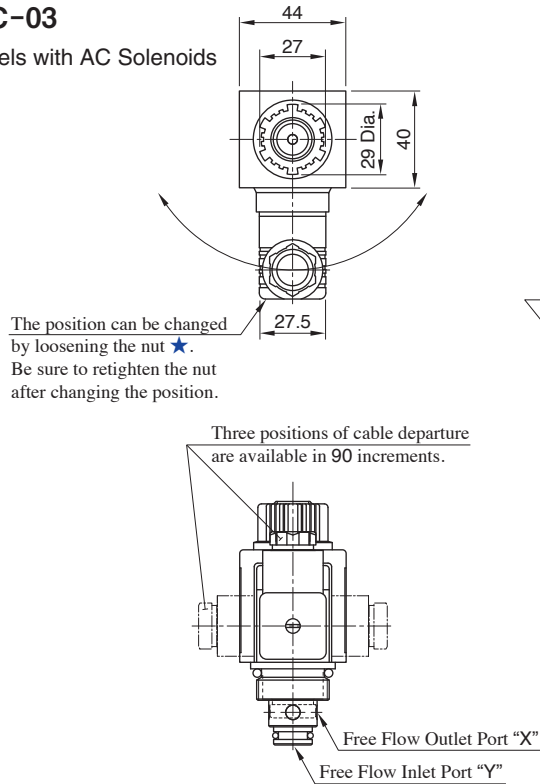 C-03
els with AC Solenoids
44
27
29 Dia.
40
The position can be changed
by loosening the nut ★.
Be sure to retighten the nut
after changing the position.
27.5
Three positions of cable departure
are available in 90 increments.
Free Flow Outlet Port “X”
Free Flow Inlet Port “Y”